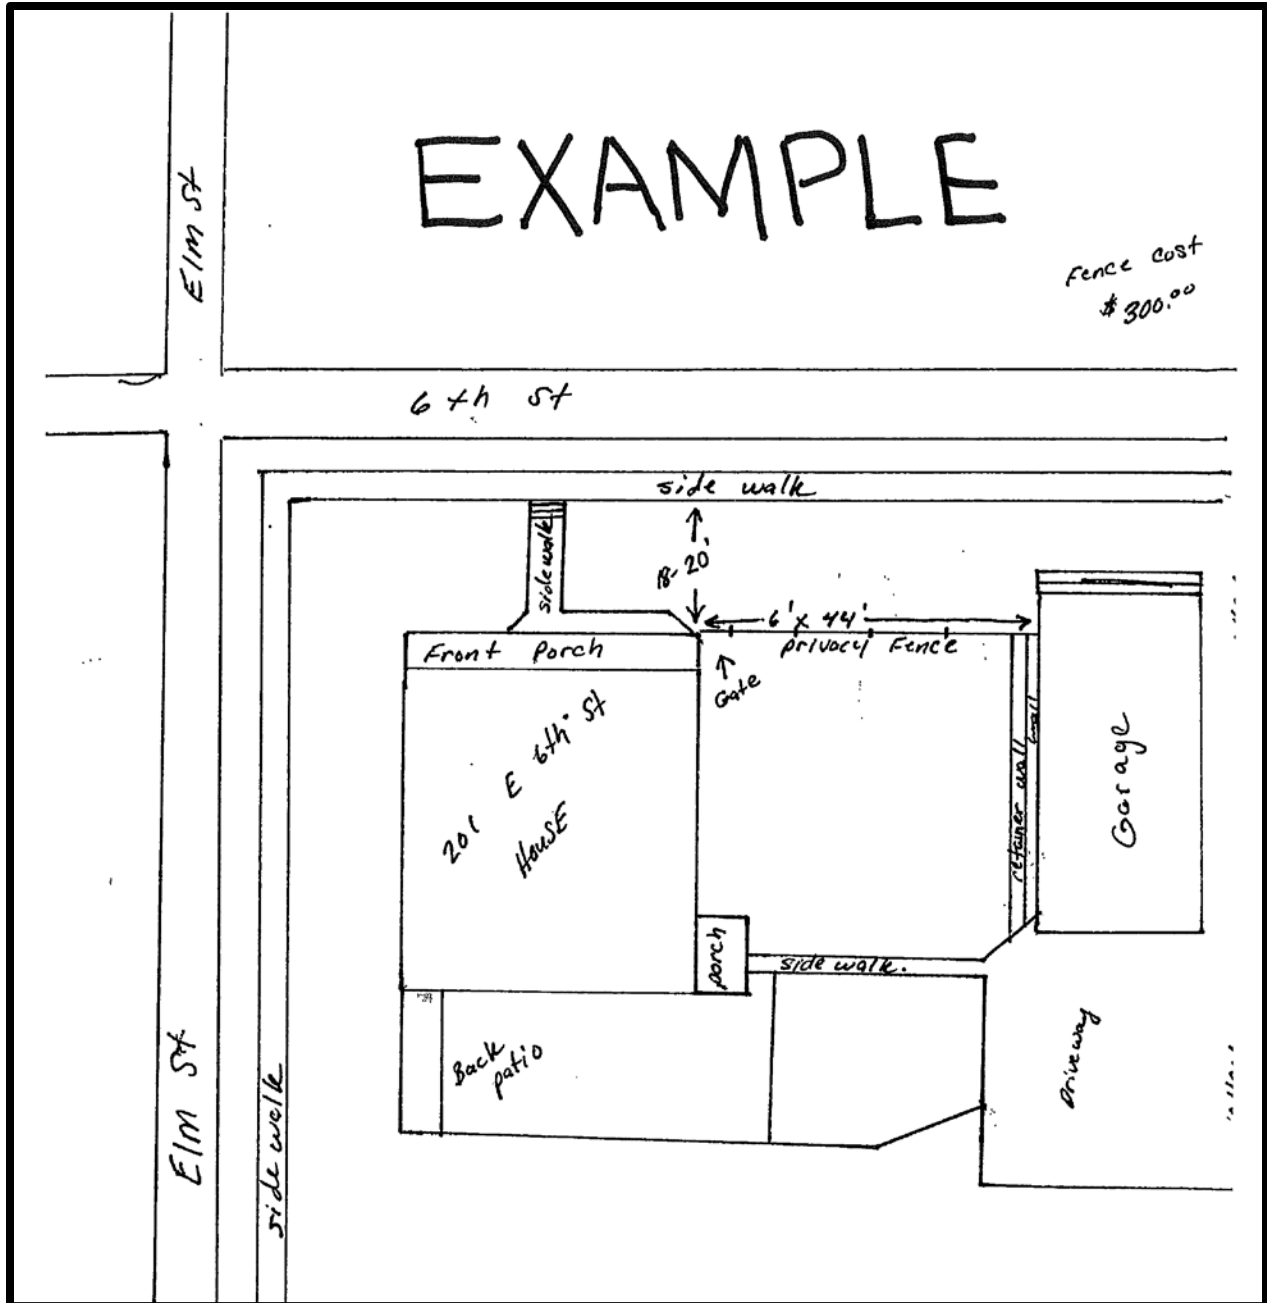 EXAMPLE
Elm St
Fence cost
$300.00
6th St
side walk
sidewalk
18-20'
6' x 44'
privacy Fence
Front Porch
Gate
201 E 6th St
HousE
retainer wall
wall
Garage
porch
side walk.
Back
patio
Driveway
Elm St
side walk